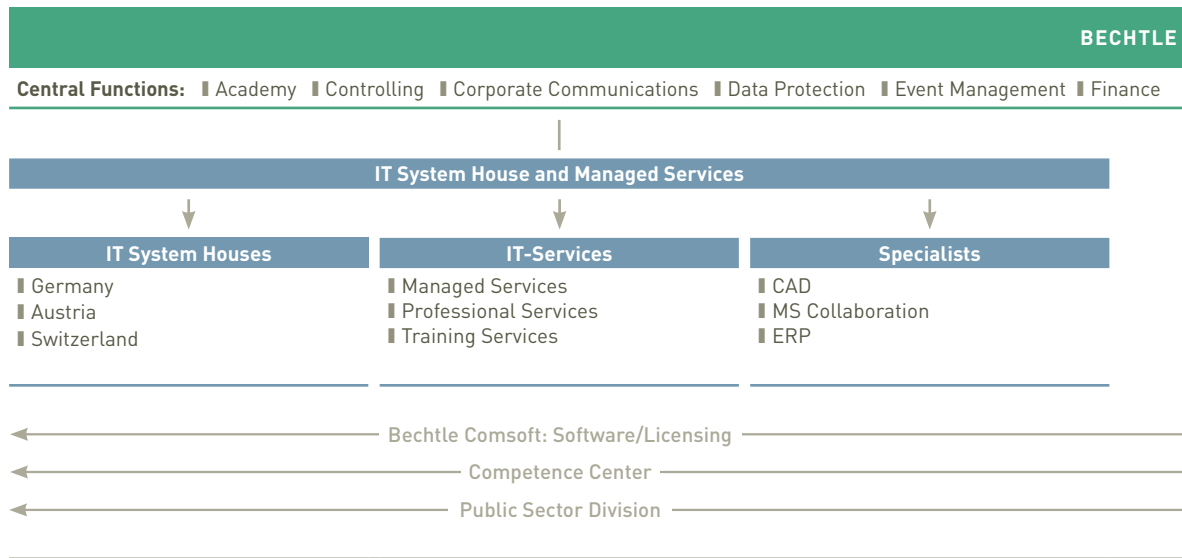 BECHTLE
Central Functions: Academy Controlling Corporate Communications Data Protection Event Management Finance
IT System House and Managed Services
IT System Houses
Germany
Austria
Switzerland
IT-Services
Managed Services
Professional Services
Training Services
Specialists
CAD
MS Collaboration
ERP
Bechtle Comsoft: Software/Licensing
Competence Center
Public Sector Division